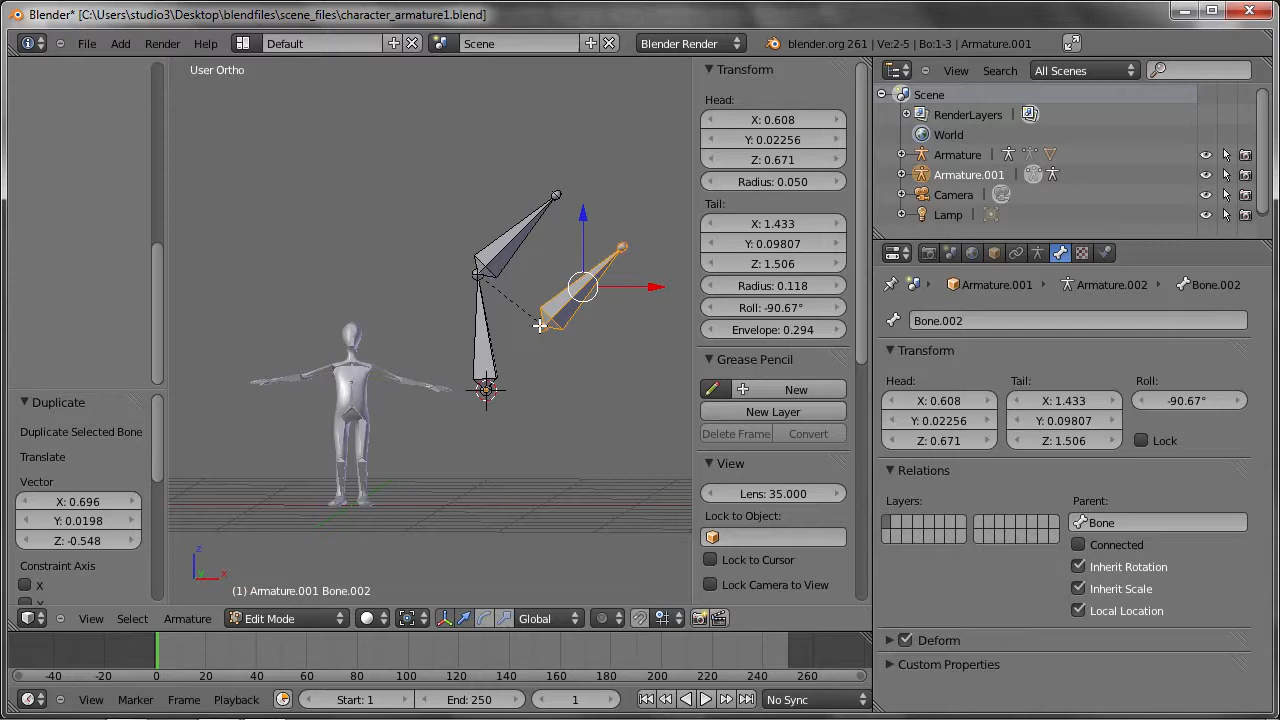 Blender* [C:\Users\studio3\Desktop\blendfiles\scene_files\character_armature1.blend]
File Add Render Help Default Scene Blender Render blender.org 261 | Ve:2-5 | Bo:1-3 | Armature.001
User Ortho
Duplicate
Duplicate Selected Bone
Translate
Vector
X: 0.696
Y: 0.0198
Z: -0.548
Constraint Axis
X
(1) Armature.001 Bone.002
z
y
x
Transform
Head:
X: 0.608
Y: 0.02256
Z: 0.671
Radius: 0.050
Tail:
X: 1.433
Y: 0.09807
Z: 1.506
Radius: 0.118
Roll: -90.67°
Envelope: 0.294
Grease Pencil
New
New Layer
Delete Frame Convert
View
Lens: 35.000
Lock to Object:
Lock to Cursor
Lock Camera to View
View Select Armature Edit Mode Global
-40 -20 0 20 40 60 80 100 120 140 160 180 200 220 240 260
View Marker Frame Playback Start: 1 End: 250 1 No Sync
View Search All Scenes
Scene
RenderLayers |
World
Armature |
Armature.001 |
Camera |
Lamp |
Armature.001 Armature.002 Bone.002
Bone.002
Transform
Head: Tail: Roll:
X: 0.608 X: 1.433 -90.67°
Y: 0.02256 Y: 0.09807 Lock
Z: 0.671 Z: 1.506
Relations
Layers: Parent:
Bone
Connected
Inherit Rotation
Inherit Scale
Local Location
Deform
Custom Properties